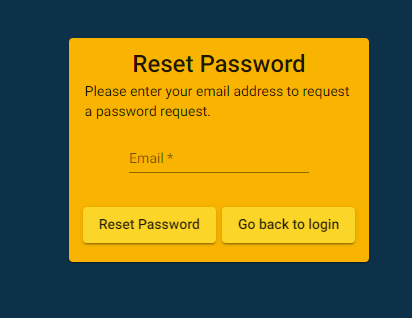 Reset Password
Please enter your email address to request
a password request.
Email *
Reset Password
Go back to login